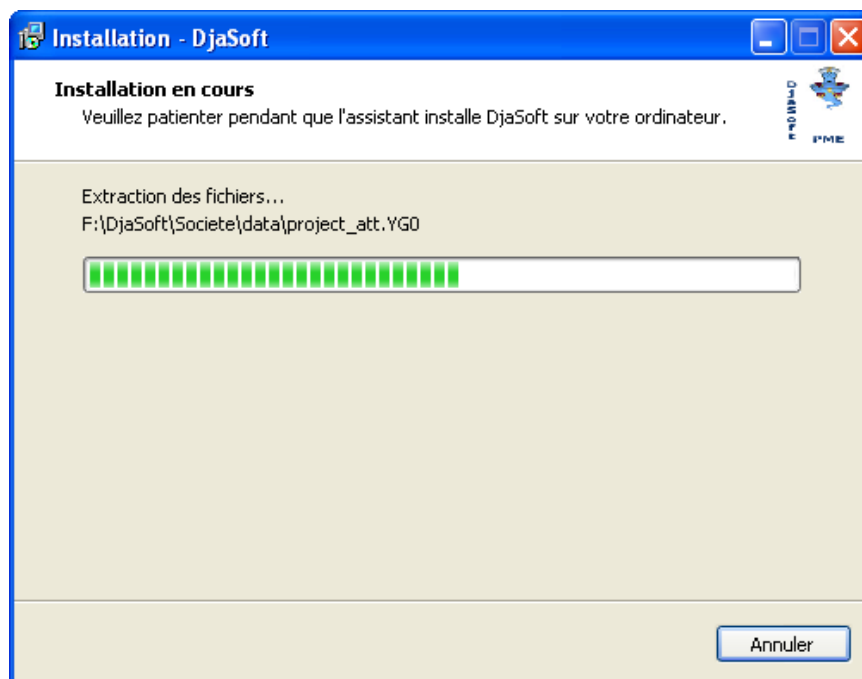 Installation - DjaSoft
Installation en cours
Veuillez patienter pendant que l'assistant installe DjaSoft sur votre ordinateur.
DjaSoft
PME
Extraction des fichiers...
F:\DjaSoft\Societe\data\project_att.YG0
Annuler